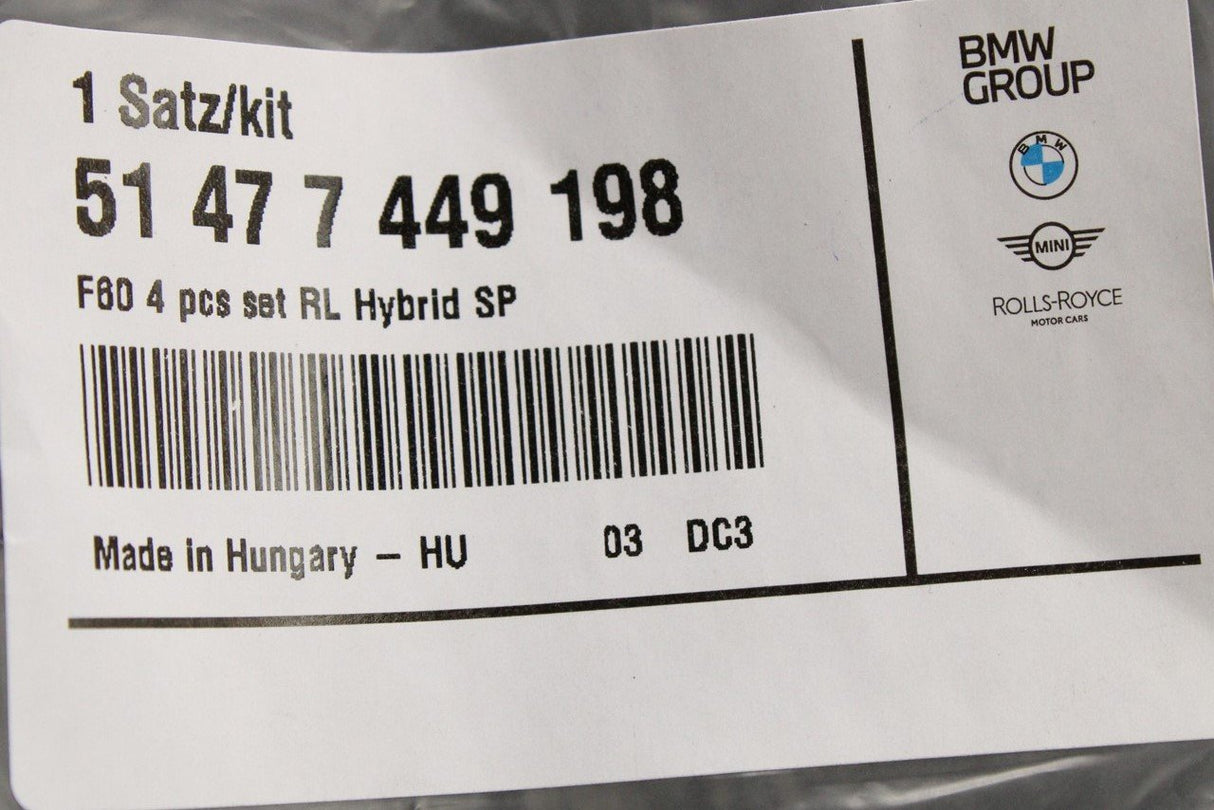 1 Satz/kit
51 47 7 449 198
F60 4 pcs set RL Hybrid SP
Made in Hungary – HU 03 DC3
BMW
GROUP
BMW
MINI
ROLLS-ROYCE
MOTOR CARS